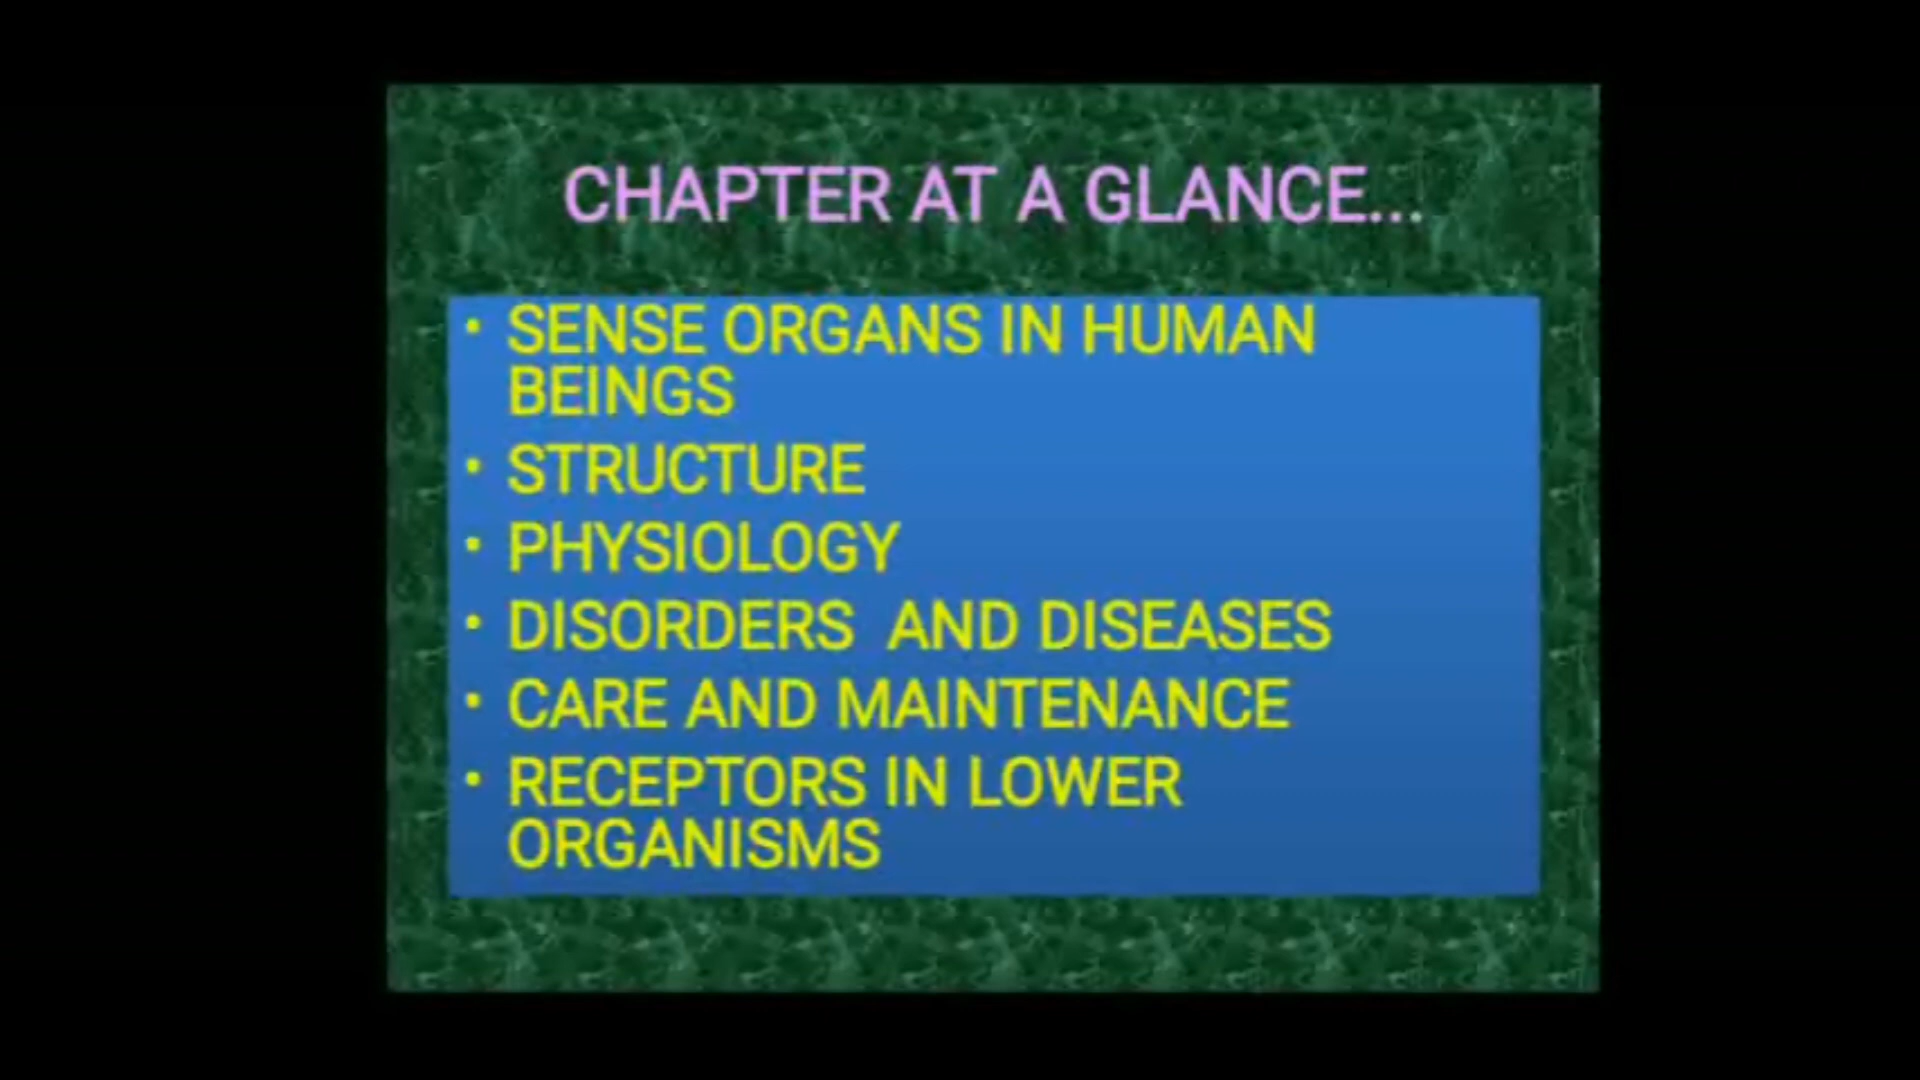 CHAPTER AT A GLANCE...
• SENSE ORGANS IN HUMAN
BEINGS
• STRUCTURE
• PHYSIOLOGY
• DISORDERS  AND DISEASES
• CARE AND MAINTENANCE
• RECEPTORS IN LOWER
ORGANISMS